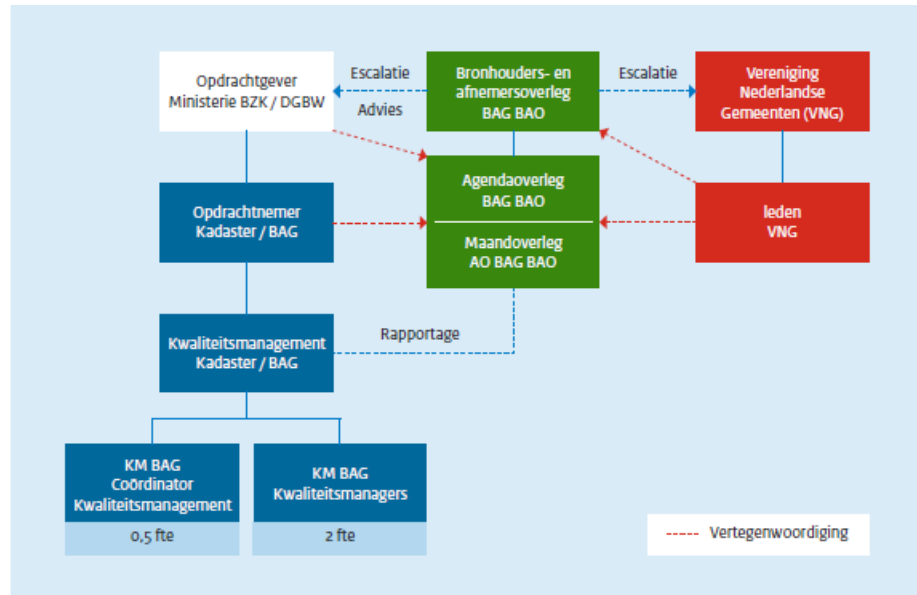 Opdrachtgever
Ministerie BZK / DGBW
Escalatie
Advies
Bronhouders- en
afnemersoverleg
BAG BAO
Escalatie
Vereniging
Nederlandse
Gemeenten (VNG)
Opdrachtnemer
Kadaster / BAG
Agendaoverleg
BAG BAO
Maandoverleg
AO BAG BAO
leden
VNG
Kwaliteitsmanagement
Kadaster / BAG
Rapportage
KM BAG
Coördinator
Kwaliteitsmanagement
0,5 fte
KM BAG
Kwaliteitsmanagers
2 fte
Vertegenwoordiging